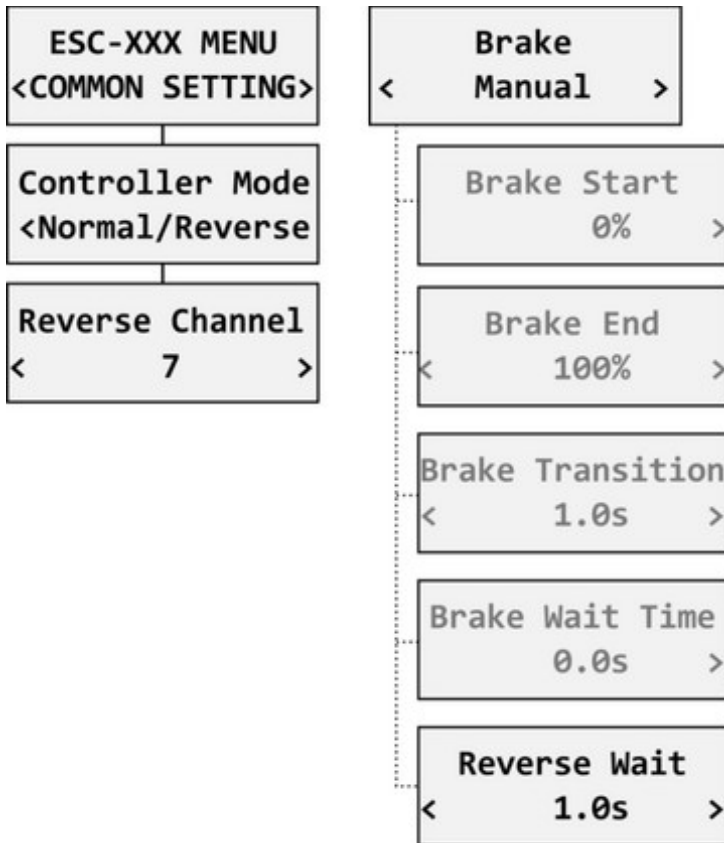 ESC-XXX MENU
<COMMON SETTING>
Controller Mode
<Normal/Reverse
Reverse Channel
< 7 >
Brake
< Manual >
Brake Start
0% >
Brake End
< 100% >
Brake Transition
< 1.0s >
Brake Wait Time
0.0s >
Reverse Wait
< 1.0s >